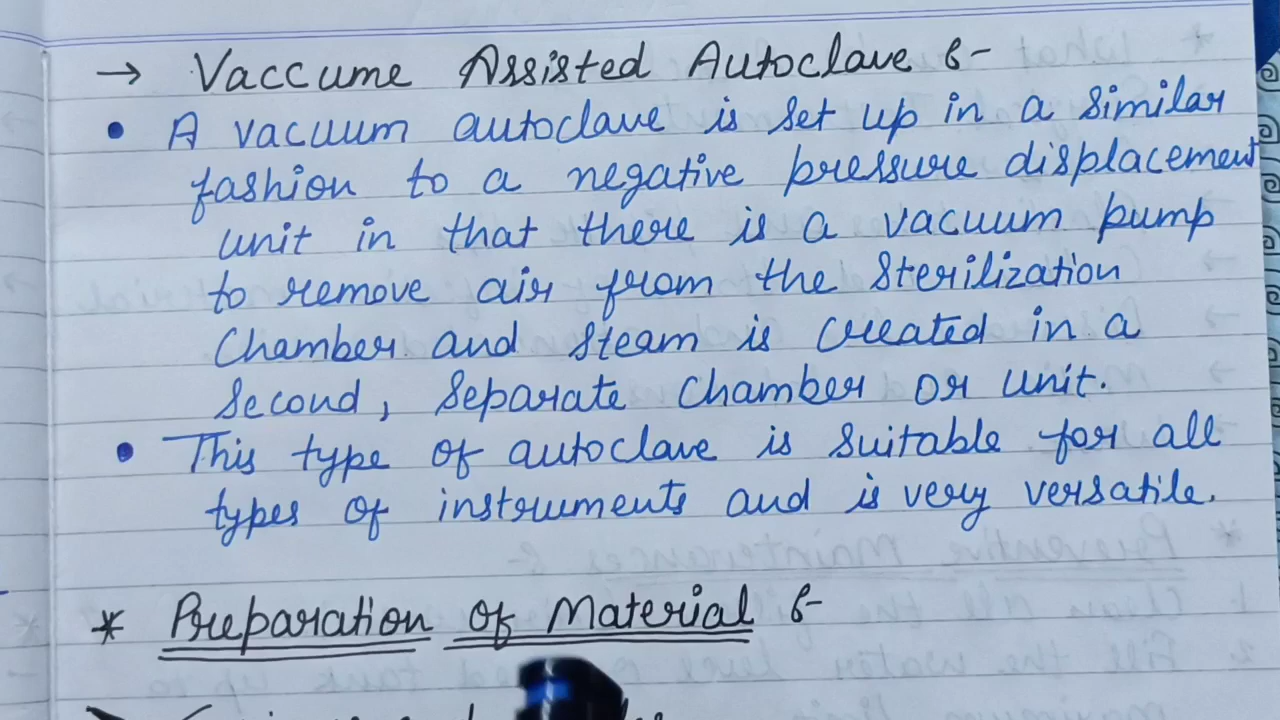 → Vaccume Assisted Autoclave :-
• A vacuum autoclave is set up in a similar
fashion to a negative pressure displacement
unit in that there is a vacuum pump
to remove air from the sterilization
Chamber and steam is created in a
Second, Separate Chamber or unit.
• This type of autoclave is suitable for all
types of instruments and is very versatile.
* Preparation of Material :-